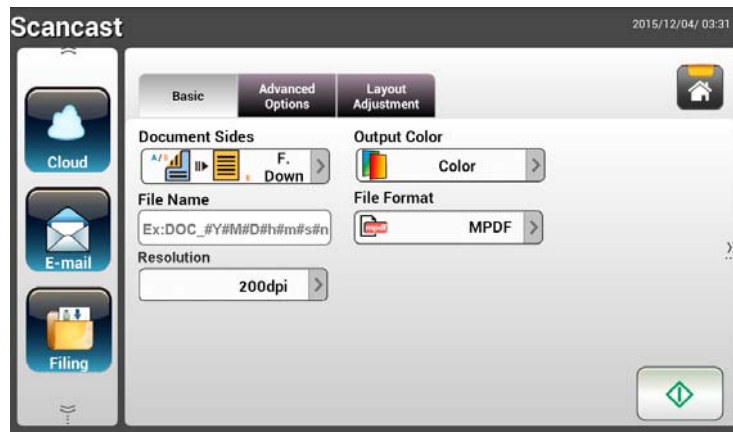 Scancast
2015/12/04/ 03:31
Cloud
E-mail
Filing
Basic
Advanced
Options
Layout
Adjustment
Document Sides
F.
Down
Output Color
Color
File Name
Ex:DOC_#Y#M#D#h#m#s#n
File Format
mpdf
MPDF
Resolution
200dpi